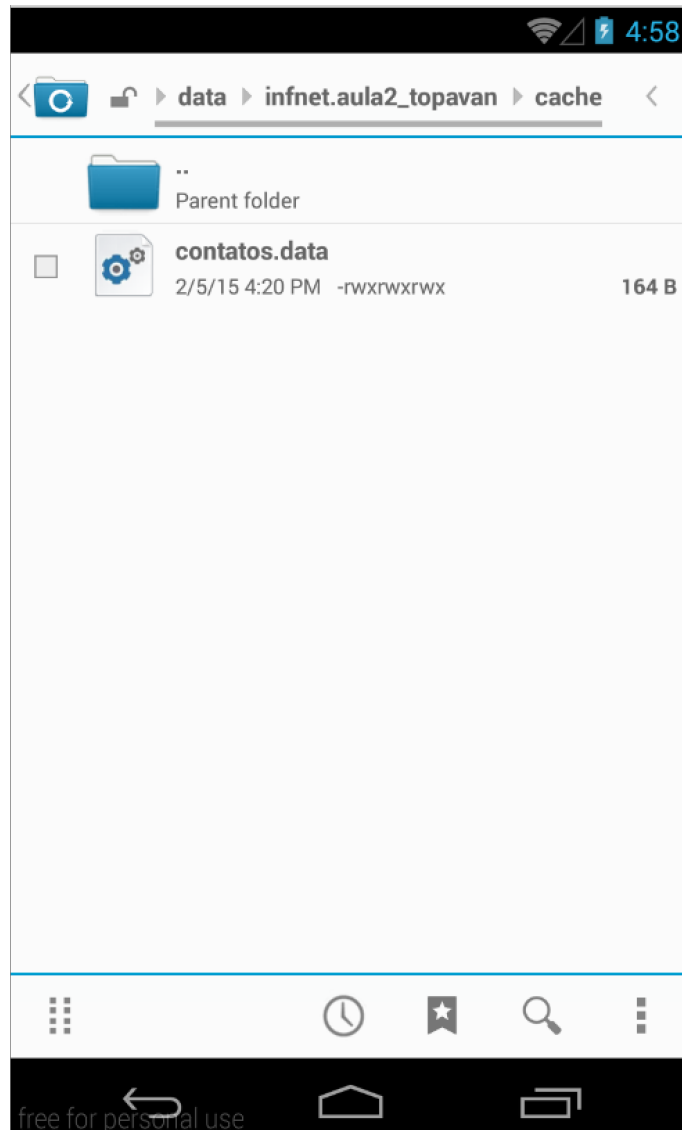 4:58
data infnet.aula2_topavan cache
..
Parent folder
contatos.data
2/5/15 4:20 PM -rwxrwxrwx 164 B
free for personal use